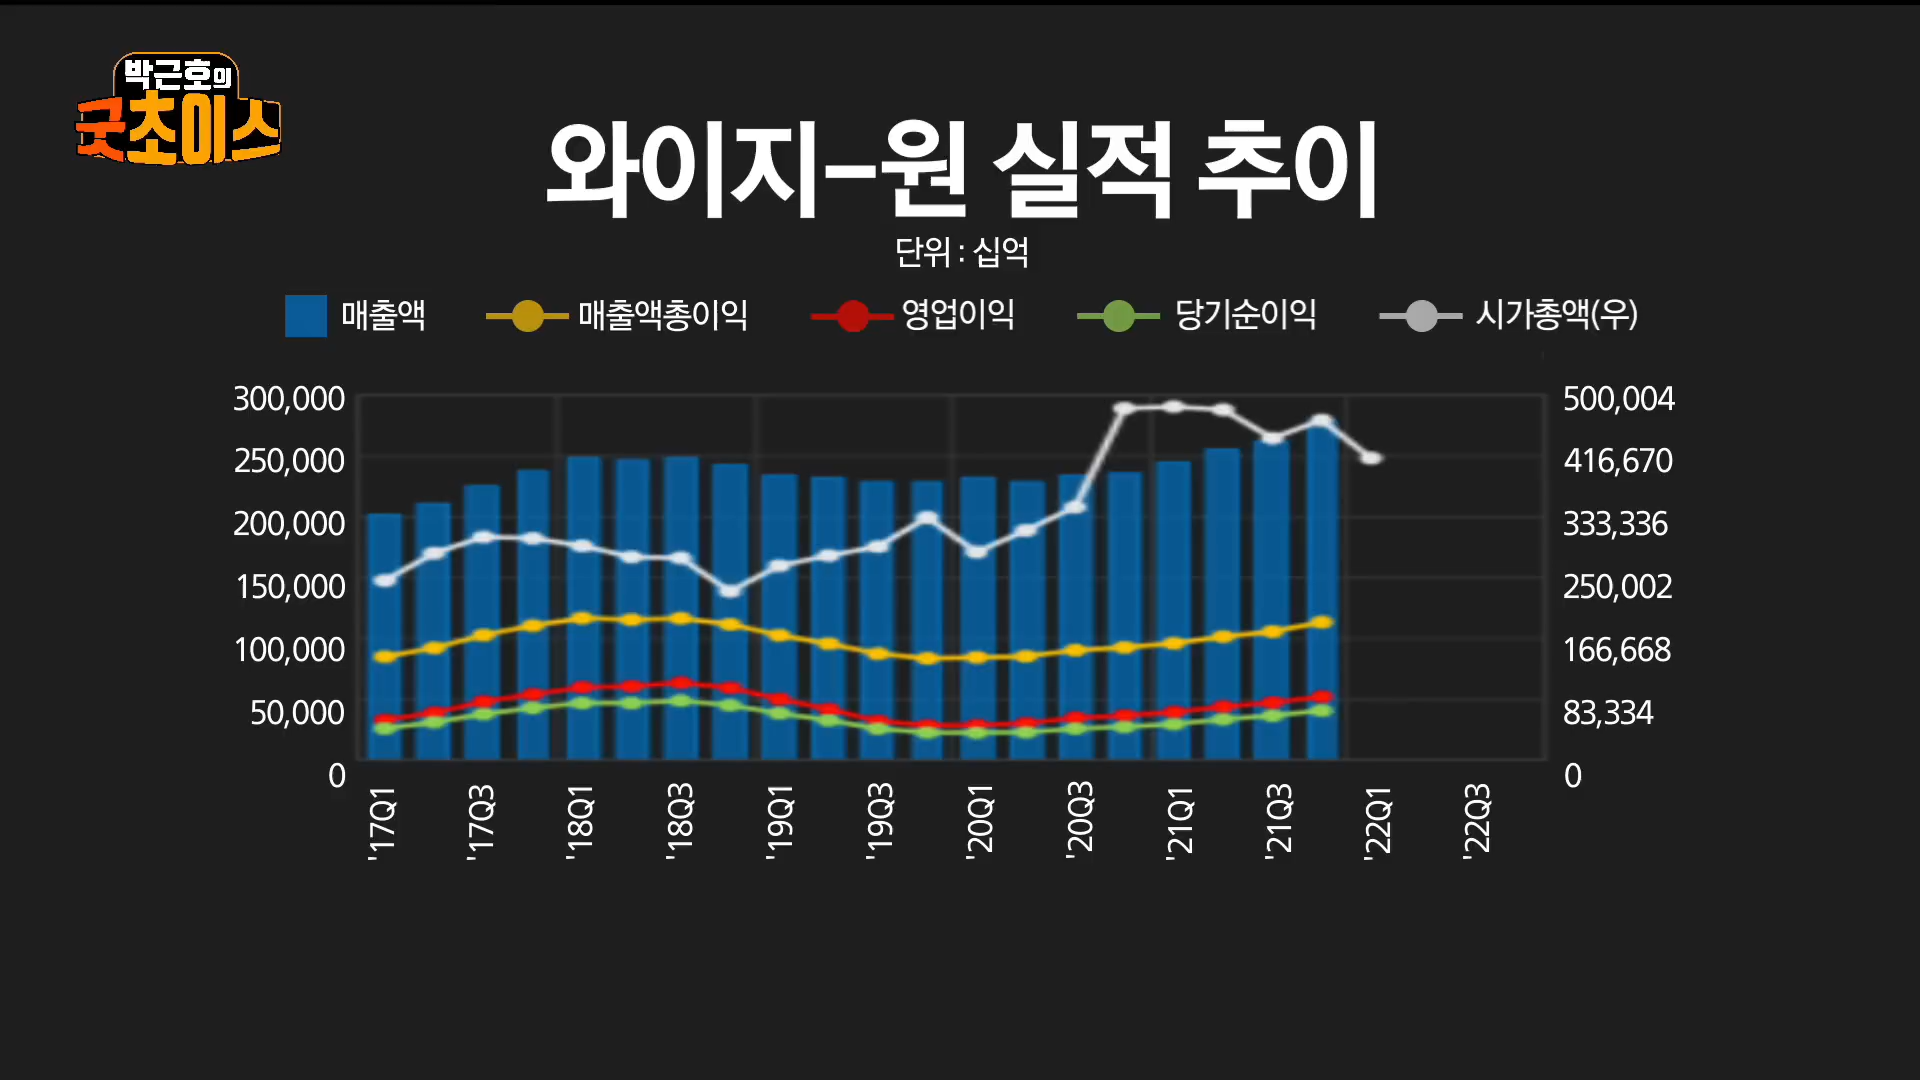 박근호의
굿초이스
와이지-원 실적 추이
단위 : 십억
매출액 매출액총이익 영업이익 당기순이익 시가총액(우)
300,000 500,004
250,000 416,670
200,000 333,336
150,000 250,002
100,000 166,668
50,000 83,334
0 0
'17Q1 '17Q3 '18Q1 '18Q3 '19Q1 '19Q3 '20Q1 '20Q3 '21Q1 '21Q3 '22Q1 '22Q3